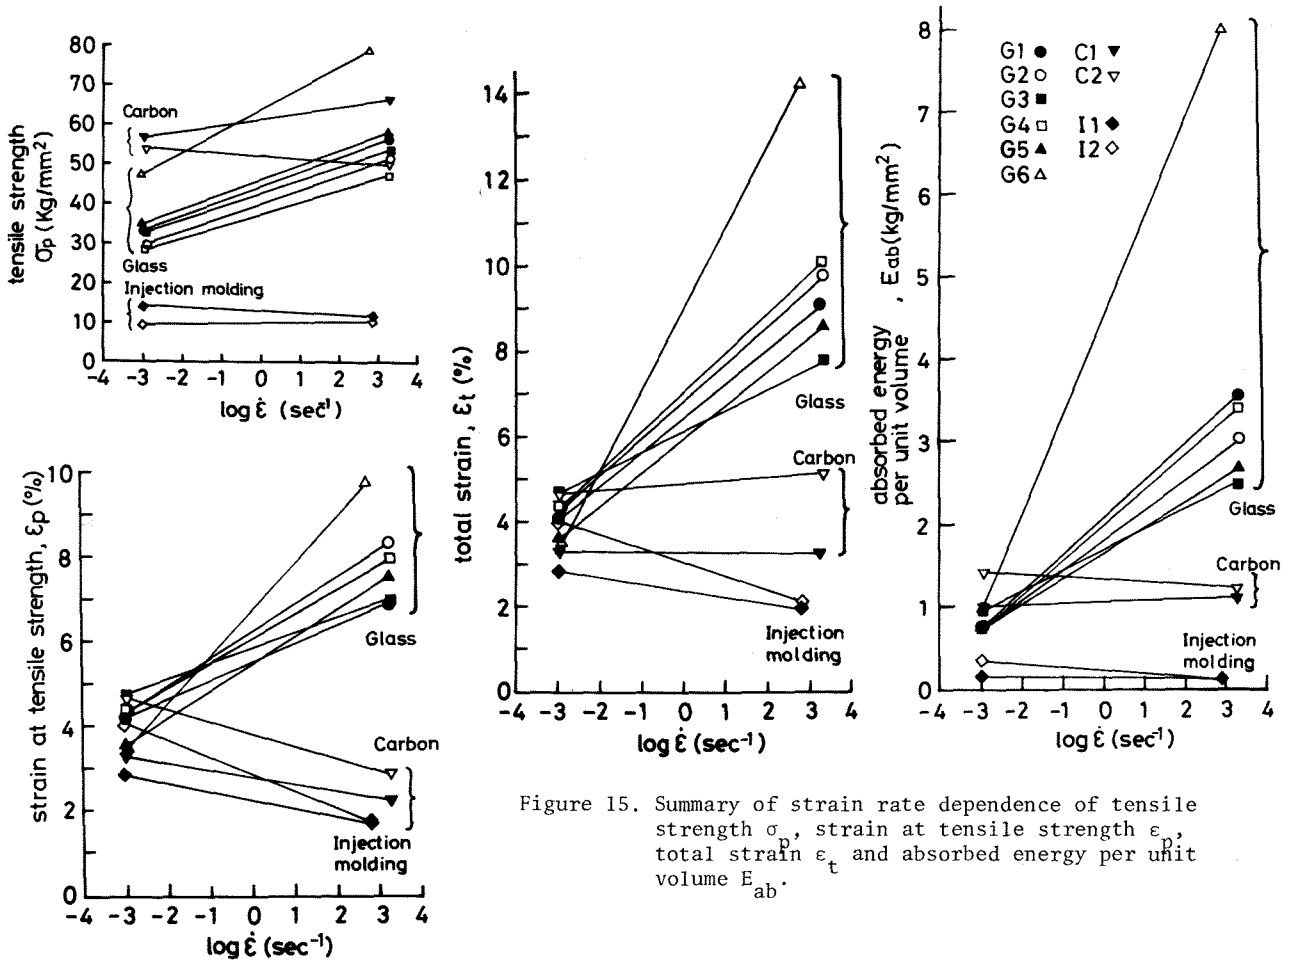 tensile strength
σp (Kg/mm2)
80
70
60
50
40
30
20
10
0
Carbon
Glass
Injection molding
-4 -3 -2 -1 0 1 2 3 4
log ε̇ (sec-1)
strain at tensile strength, εp (%)
10
8
6
4
2
0
Glass
Carbon
Injection
molding
-4 -3 -2 -1 0 1 2 3 4
log ε̇ (sec-1)
total strain, εt (%)
14
12
10
8
6
4
2
0
Glass
Carbon
Injection
molding
-4 -3 -2 -1 0 1 2 3 4
log ε̇ (sec-1)
absorbed energy
per unit volume , Eab (kg/mm2)
8
7
6
5
4
3
2
1
0
G1 ● C1 ▼
G2 ○ C2 ▽
G3 ■
G4 □ I1 ◆
G5 ▲ I2 ◇
G6 △
Glass
Carbon
Injection
molding
-4 -3 -2 -1 0 1 2 3 4
log ε̇ (sec-1)
Figure 15. Summary of strain rate dependence of tensile
strength σp, strain at tensile strength εp,
total strain εt and absorbed energy per unit
volume Eab.